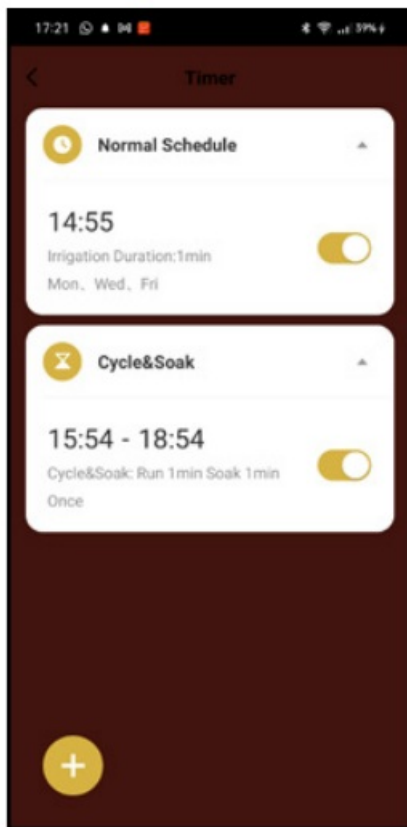 17:21 39%
Timer
Normal Schedule
14:55
Irrigation Duration:1min
Mon、Wed、Fri
Cycle&Soak
15:54 - 18:54
Cycle&Soak: Run 1min Soak 1min
Once